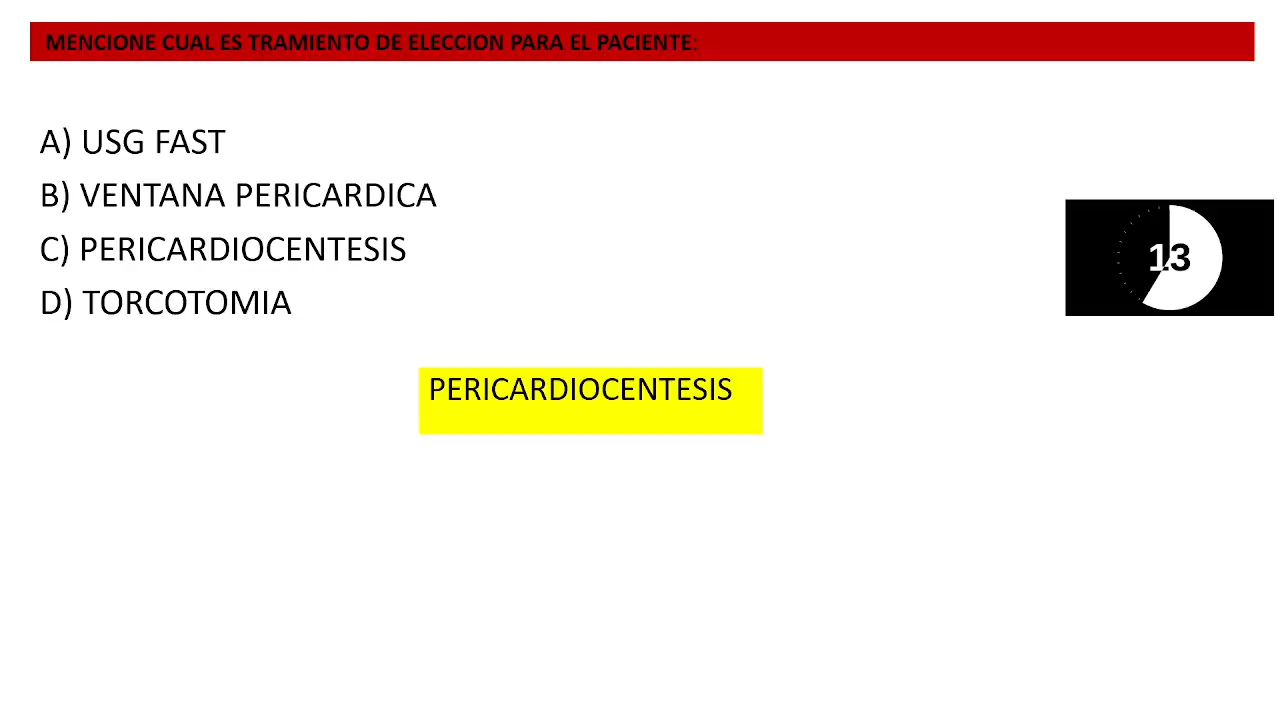 MENCIONE CUAL ES TRAMIENTO DE ELECCION PARA EL PACIENTE:
A) USG FAST
B) VENTANA PERICARDICA
C) PERICARDIOCENTESIS
D) TORCOTOMIA
13
PERICARDIOCENTESIS